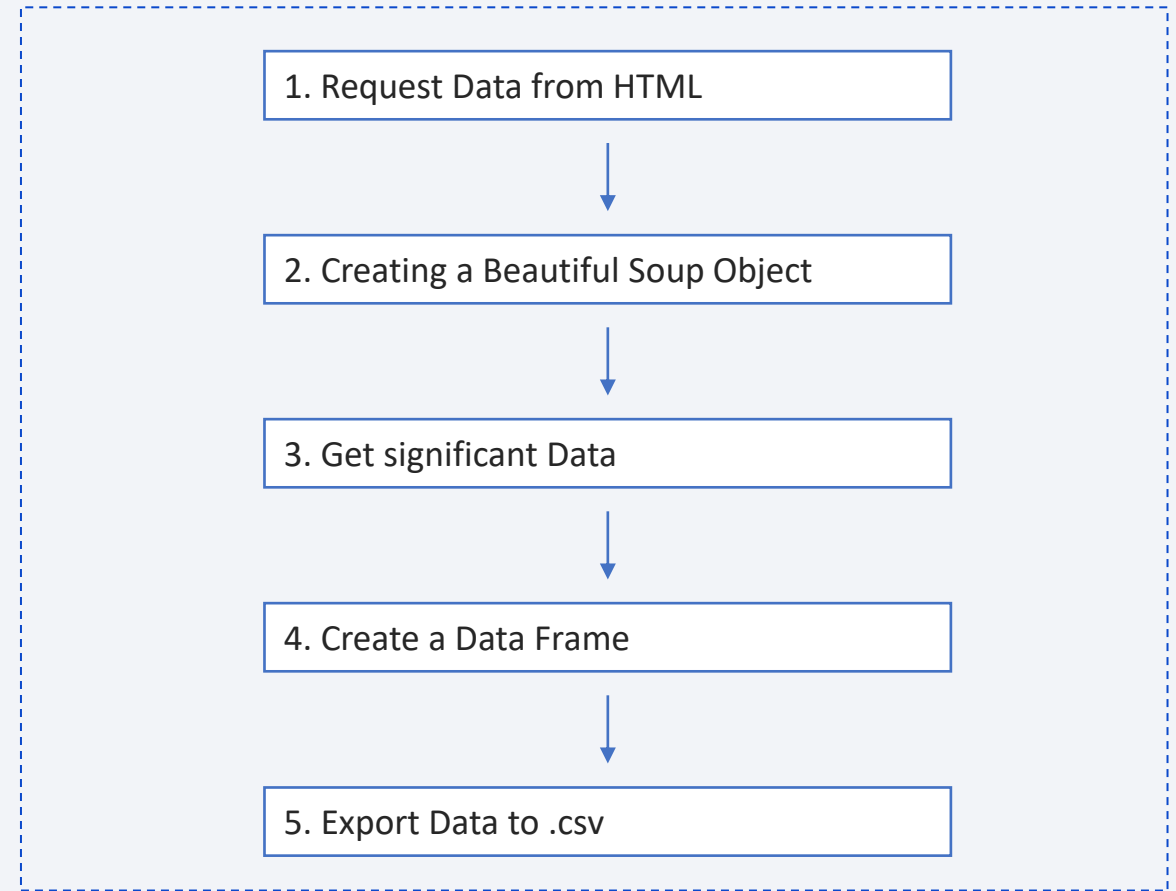 1. Request Data from HTML
2. Creating a Beautiful Soup Object
3. Get significant Data
4. Create a Data Frame
5. Export Data to .csv